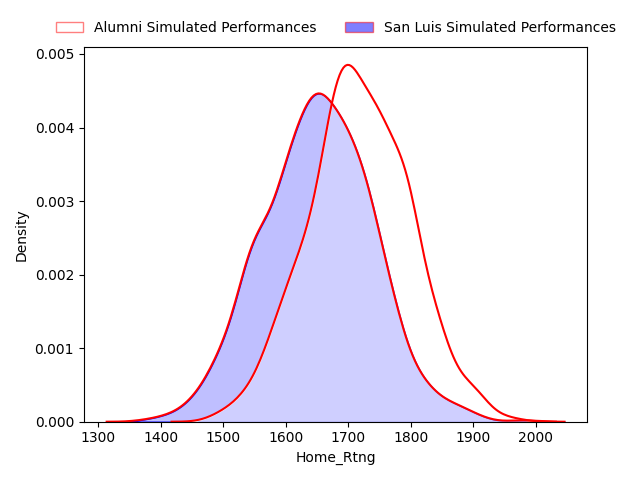 Alumni Simulated Performances
San Luis Simulated Performances
0.005
0.004
0.003
0.002
0.001
0.000
Density
1300 1400 1500 1600 1700 1800 1900 2000
Home_Rtng